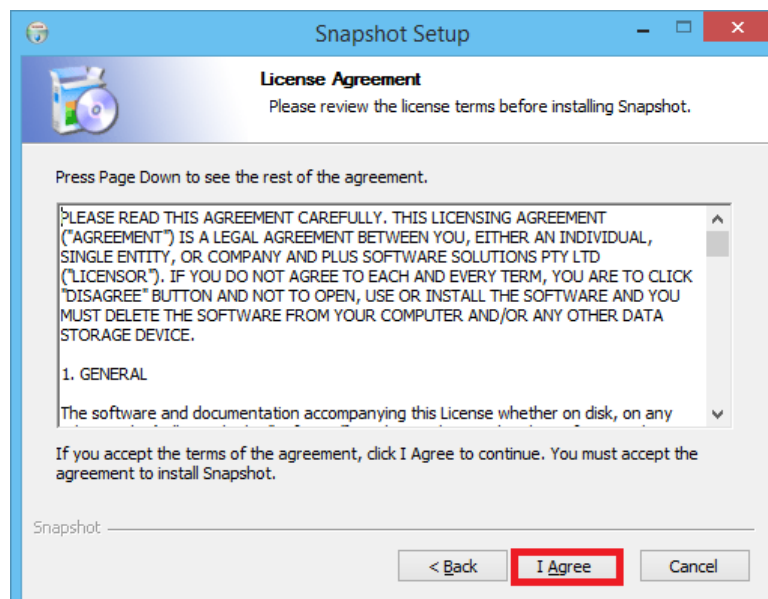 Snapshot Setup
License Agreement
Please review the license terms before installing Snapshot.
Press Page Down to see the rest of the agreement.
PLEASE READ THIS AGREEMENT CAREFULLY. THIS LICENSING AGREEMENT
("AGREEMENT") IS A LEGAL AGREEMENT BETWEEN YOU, EITHER AN INDIVIDUAL,
SINGLE ENTITY, OR COMPANY AND PLUS SOFTWARE SOLUTIONS PTY LTD
("LICENSOR"). IF YOU DO NOT AGREE TO EACH AND EVERY TERM, YOU ARE TO CLICK
"DISAGREE" BUTTON AND NOT TO OPEN, USE OR INSTALL THE SOFTWARE AND YOU
MUST DELETE THE SOFTWARE FROM YOUR COMPUTER AND/OR ANY OTHER DATA
STORAGE DEVICE.
1. GENERAL
The software and documentation accompanying this License whether on disk, on any
If you accept the terms of the agreement, click I Agree to continue. You must accept the
agreement to install Snapshot.
Snapshot
< Back
I Agree
Cancel